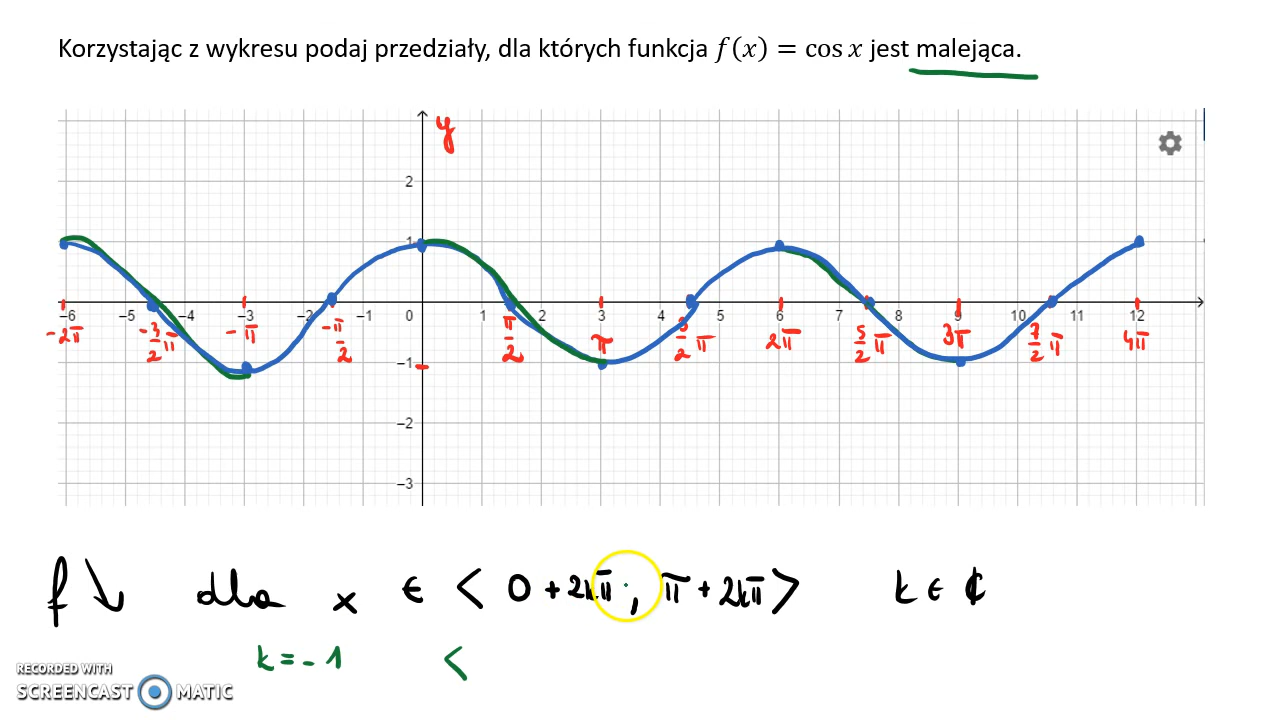 Korzystając z wykresu podaj przedziały, dla których funkcja f(x) = cos x jest malejąca.
y
2
1
-6 -5 -4 -3 -2 -1 0 1 2 3 4 5 6 7 8 9 10 11 12
-2π -3/2π -π -π/2 π/2 π 3/2π 2π 5/2π 3π 7/2π 4π
-1
-2
-3
f ↘ dla x ∈ < 0 + 2kπ ; π + 2kπ > k ∈ ℂ
k = -1 <
RECORDED WITH
SCREENCAST MATIC